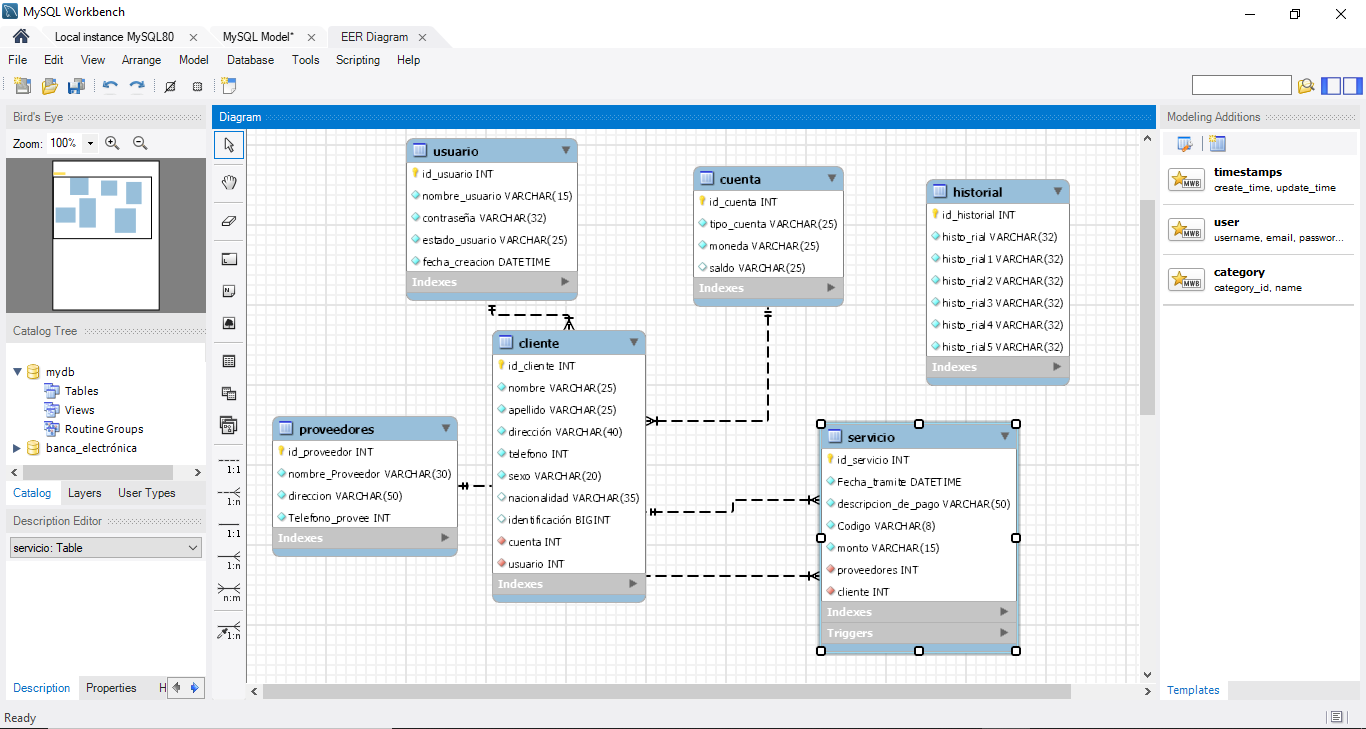 MySQL Workbench
Local instance MySQL80
MySQL Model*
EER Diagram
File Edit View Arrange Model Database Tools Scripting Help
Bird's Eye
Zoom: 100%
Catalog Tree
mydb
Tables
Views
Routine Groups
banca_electrónica
Catalog Layers User Types
Description Editor
servicio: Table
Description Properties H
Diagram
1:1
1:n
1:1
1:n
n:m
1:n
usuario
id_usuario INT
nombre_usuario VARCHAR(15)
contraseña VARCHAR(32)
estado_usuario VARCHAR(25)
fecha_creacion DATETIME
Indexes
cuenta
id_cuenta INT
tipo_cuenta VARCHAR(25)
moneda VARCHAR(25)
saldo VARCHAR(25)
Indexes
historial
id_historial INT
histo_rial VARCHAR(32)
histo_rial1 VARCHAR(32)
histo_rial2 VARCHAR(32)
histo_rial3 VARCHAR(32)
histo_rial4 VARCHAR(32)
histo_rial5 VARCHAR(32)
Indexes
cliente
id_cliente INT
nombre VARCHAR(25)
apellido VARCHAR(25)
dirección VARCHAR(40)
telefono INT
sexo VARCHAR(20)
nacionalidad VARCHAR(35)
identificación BIGINT
cuenta INT
usuario INT
Indexes
proveedores
id_proveedor INT
nombre_Proveedor VARCHAR(30)
direccion VARCHAR(50)
Telefono_provee INT
Indexes
servicio
id_servicio INT
Fecha_tramite DATETIME
descripcion_de_pago VARCHAR(50)
Codigo VARCHAR(8)
monto VARCHAR(15)
proveedores INT
cliente INT
Indexes
Triggers
Modeling Additions
MWB
timestamps
create_time, update_time
MWB
user
username, email, passwor...
MWB
category
category_id, name
Templates
Ready